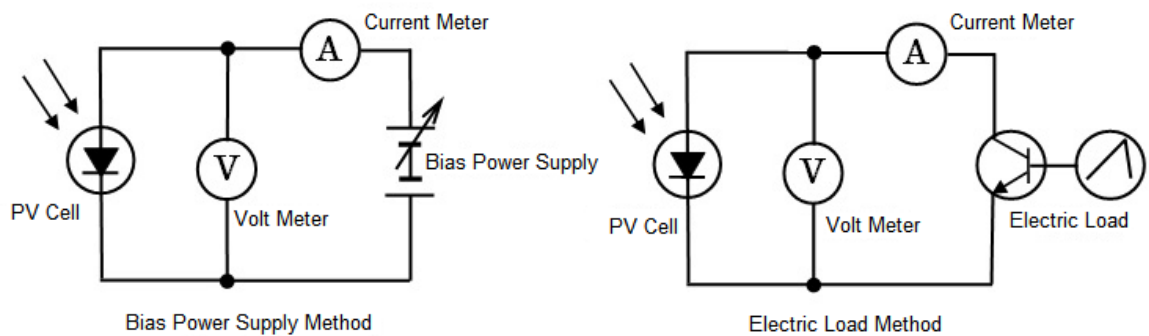 Current Meter
A
V
Bias Power Supply
PV Cell
Volt Meter
Bias Power Supply Method
Current Meter
A
V
PV Cell
Volt Meter
Electric Load
Electric Load Method